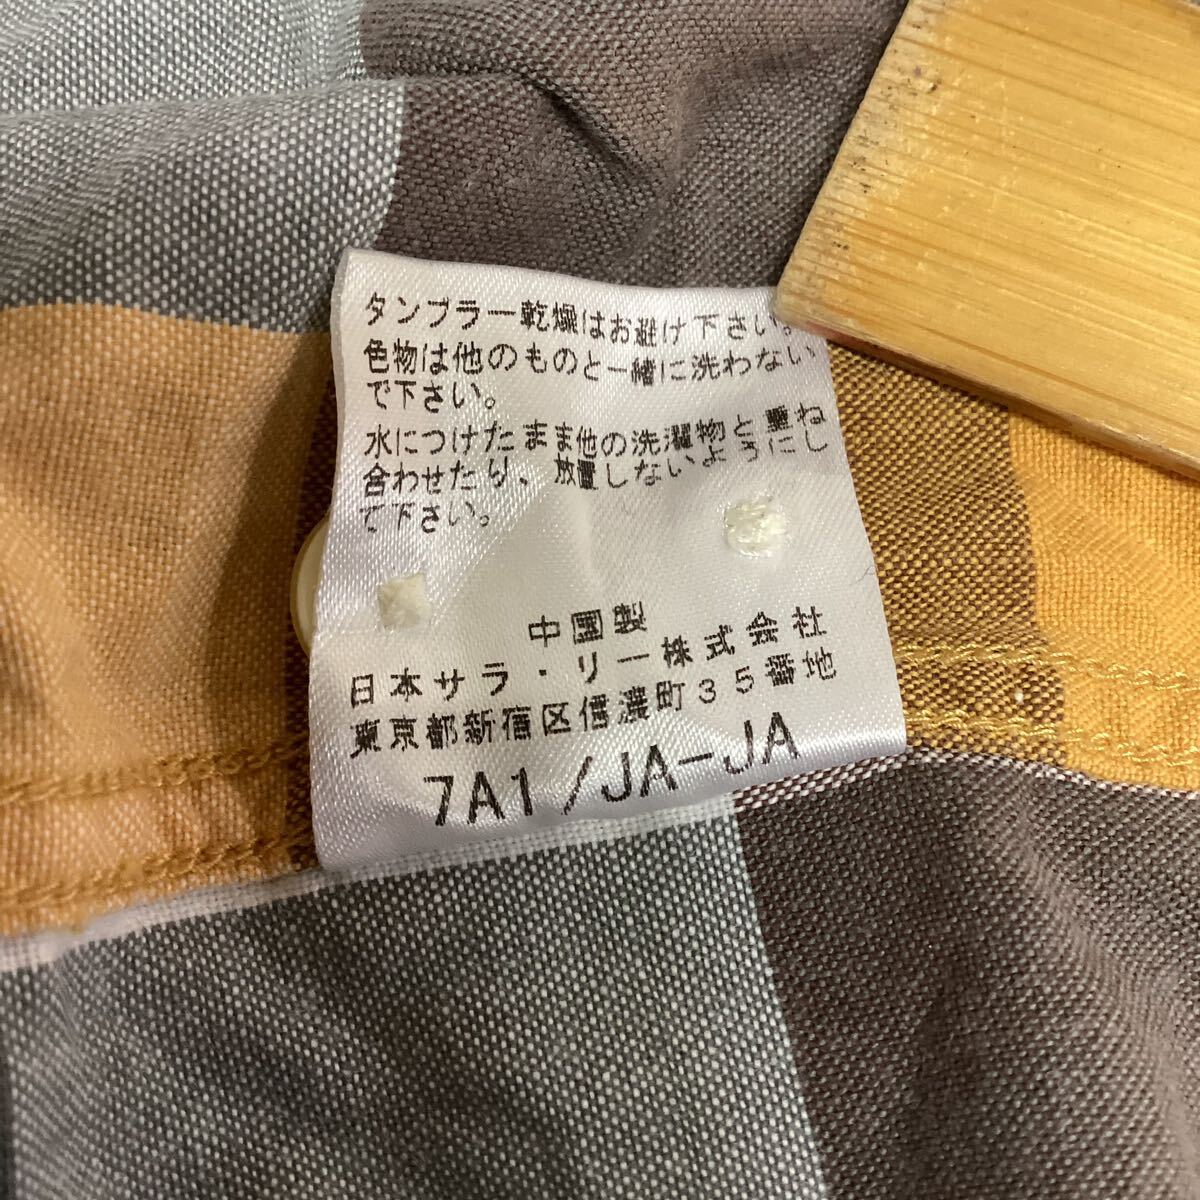 タンブラー乾燥はお避け下さい。
色物は他のものと一緒に洗わない
で下さい。
水につけたまま他の洗濯物と重ね
合わせたり、放置しないようにし
て下さい。
中国製
日本サラ・リー株式会社
東京都新宿区信濃町35番地
7A1/JA-JA